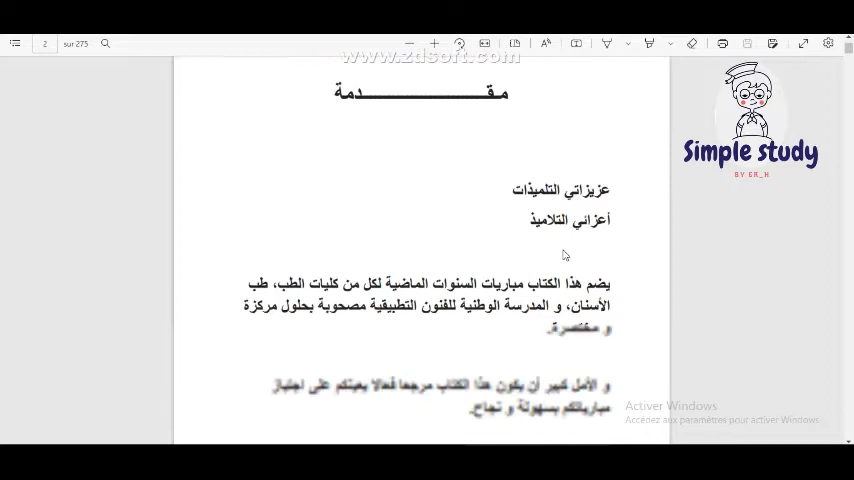 2
sur 275
www.zdsoft.com
مـقـــــــــــــــــــدمة
Simple study
BY ER_H
عزيزاتي التلميذات
أعزائي التلاميذ
يضم هذا الكتاب مباريات السنوات الماضية لكل من كليات الطب، طب
الأسنان، و المدرسة الوطنية للفنون التطبيقية مصحوبة بحلول مركزة
و مختصرة.
و الأمل كبير أن يكون هذا الكتاب مرجعا فعالا يعينكم على اجتياز
مبارياتكم بسهولة و نجاح.
Activer Windows
Accédez aux paramètres pour activer Windows.